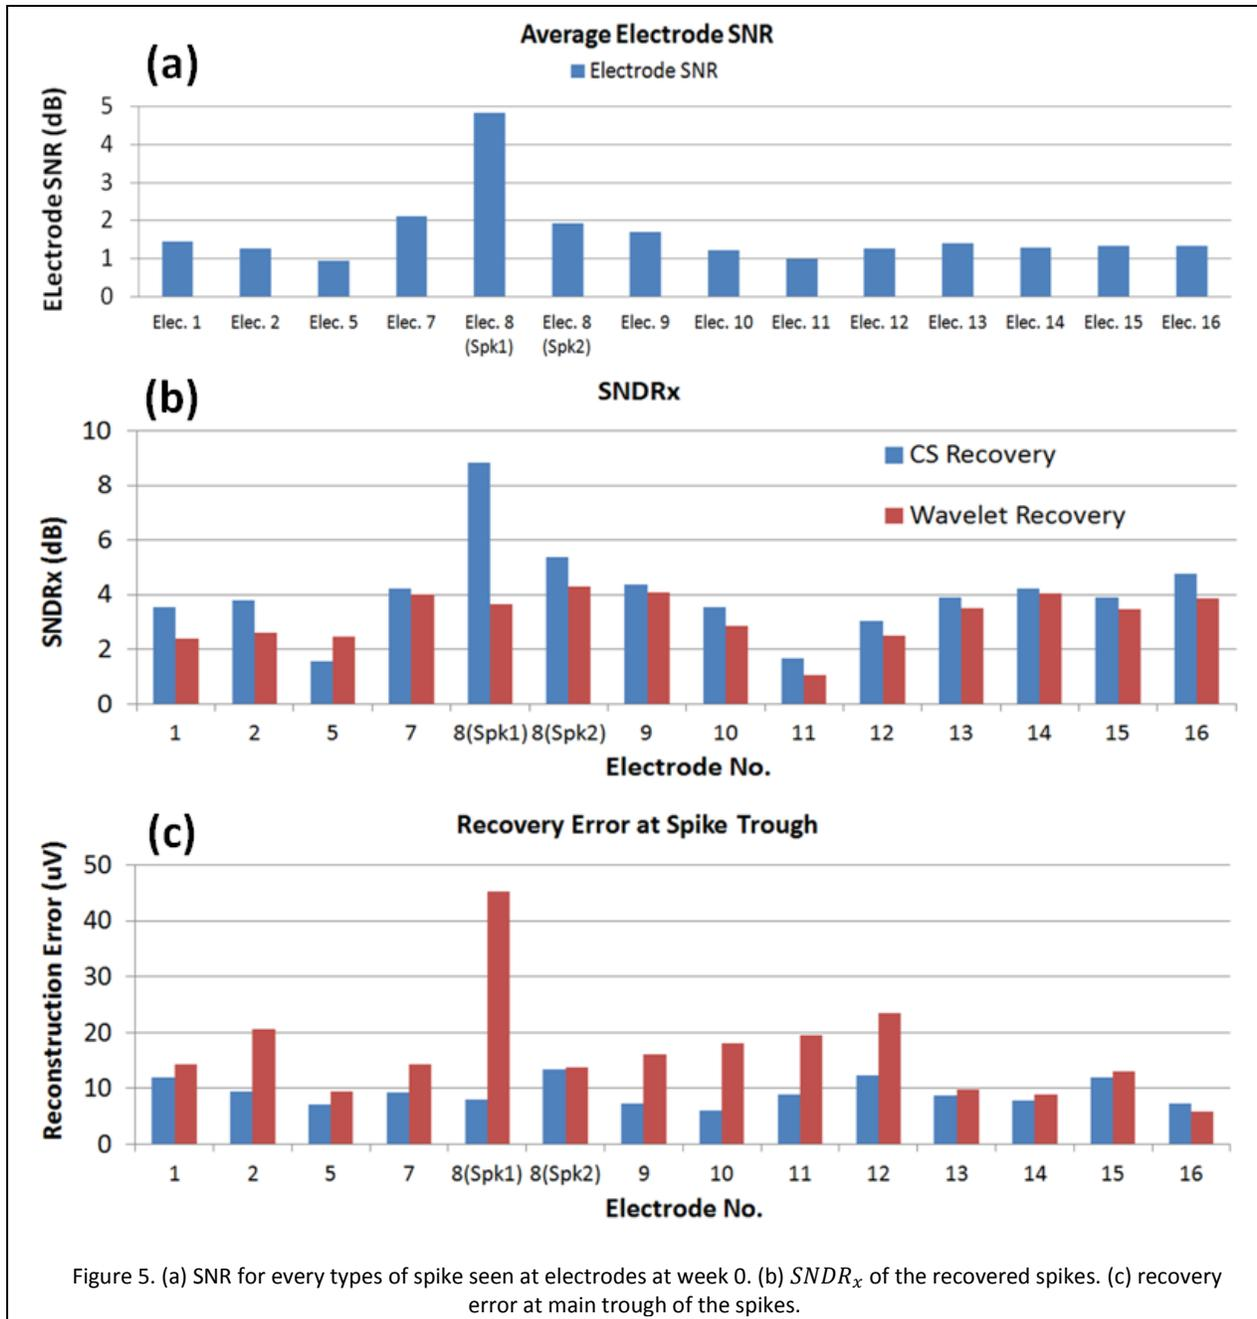 (a)
Average Electrode SNR
Electrode SNR
ELectrode SNR (dB)
5
4
3
2
1
0
Elec. 1 Elec. 2 Elec. 5 Elec. 7 Elec. 8 (Spk1) Elec. 8 (Spk2) Elec. 9 Elec. 10 Elec. 11 Elec. 12 Elec. 13 Elec. 14 Elec. 15 Elec. 16
(b)
SNDRx
CS Recovery
Wavelet Recovery
SNDRx (dB)
10
8
6
4
2
0
1 2 5 7 8(Spk1) 8(Spk2) 9 10 11 12 13 14 15 16
Electrode No.
(c)
Recovery Error at Spike Trough
Reconstruction Error (uV)
50
40
30
20
10
0
1 2 5 7 8(Spk1) 8(Spk2) 9 10 11 12 13 14 15 16
Electrode No.
Figure 5. (a) SNR for every types of spike seen at electrodes at week 0. (b) SNDRₓ of the recovered spikes. (c) recovery
error at main trough of the spikes.